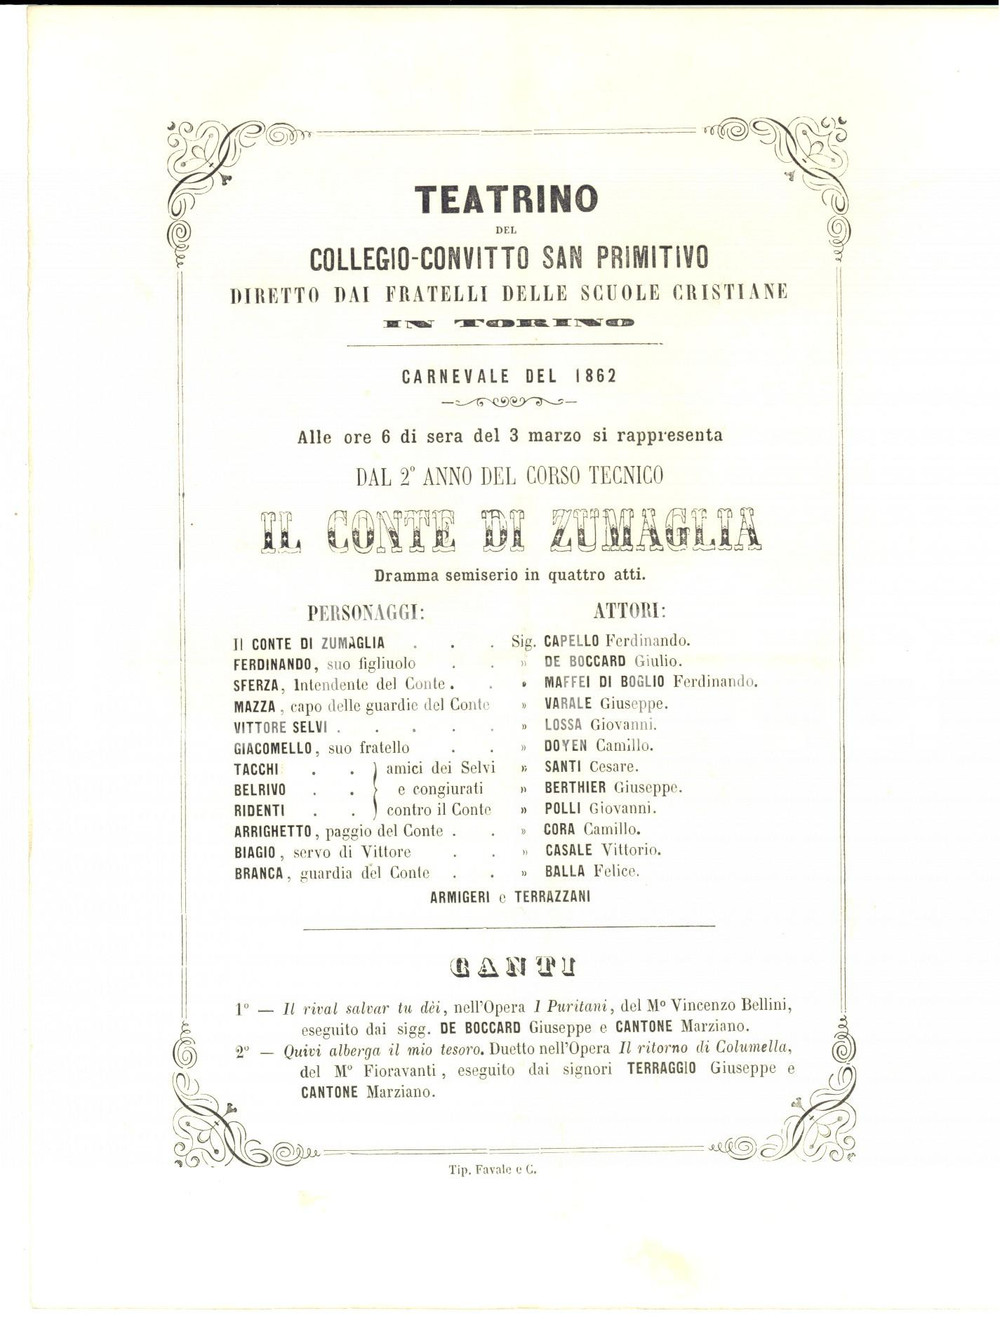 TEATRINO
DEL
COLLEGIO-CONVITTO SAN PRIMITIVO
DIRETTO DAI FRATELLI DELLE SCUOLE CRISTIANE
IN TORINO
CARNEVALE DEL 1862
Alle ore 6 di sera del 3 marzo si rappresenta
DAL 2º ANNO DEL CORSO TECNICO
IL CONTE DI ZUMAGLIA
Dramma semiserio in quattro atti.
PERSONAGGI: ATTORI:
Il CONTE DI ZUMAGLIA . . . Sig. CAPELLO Ferdinando.
FERDINANDO, suo figliuolo . . » DE BOCCARD Giulio.
SFERZA, Intendente del Conte . . » MAFFEI DI BOGLIO Ferdinando.
MAZZA, capo delle guardie del Conte » VARALE Giuseppe.
VITTORE SELVI . . . . . » LOSSA Giovanni.
GIACOMELLO, suo fratello . . » DOYEN Camillo.
TACCHI . . ) amici dei Selvi » SANTI Cesare.
BELRIVO . . } e congiurati » BERTHIER Giuseppe.
RIDENTI . . ) contro il Conte » POLLI Giovanni.
ARRIGHETTO, paggio del Conte . . » CORA Camillo.
BIAGIO, servo di Vittore . . » CASALE Vittorio.
BRANCA, guardia del Conte . . » BALLA Felice.
ARMIGERI e TERRAZZANI
CANTI
1º — Il rival salvar tu dèi, nell'Opera I Puritani, del Mº Vincenzo Bellini,
eseguito dai sigg. DE BOCCARD Giuseppe e CANTONE Marziano.
2º — Quivi alberga il mio tesoro. Duetto nell'Opera Il ritorno di Columella,
del Mº Fioravanti, eseguito dai signori TERRAGGIO Giuseppe e
CANTONE Marziano.
Tip. Favale e C.